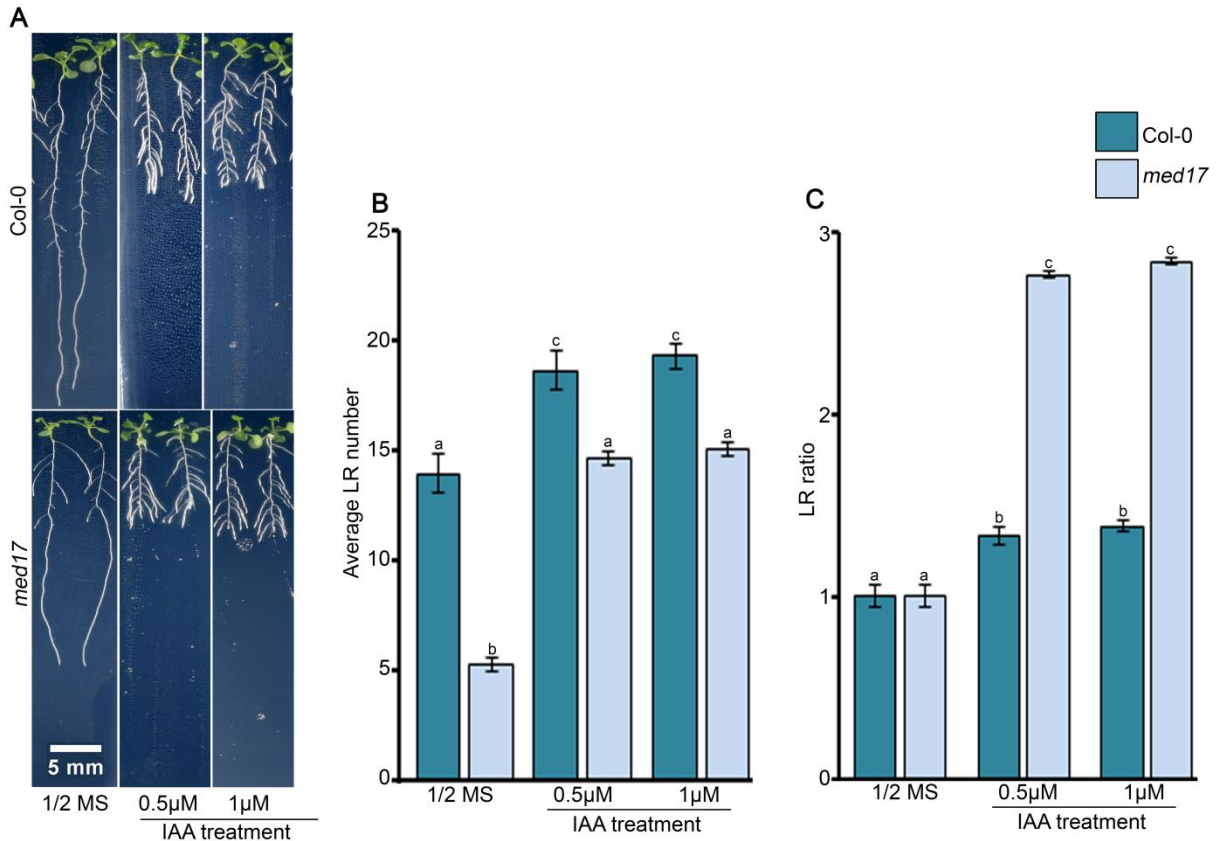 A
Col-0
med17
5 mm
1/2 MS
0.5µM
1µM
IAA treatment
Col-0
med17
B
Average LR number
25
20
15
10
5
0
a
b
c
a
c
a
1/2 MS
0.5µM
1µM
IAA treatment
C
LR ratio
3
2
1
0
a
a
b
c
b
c
1/2 MS
0.5µM
1µM
IAA treatment